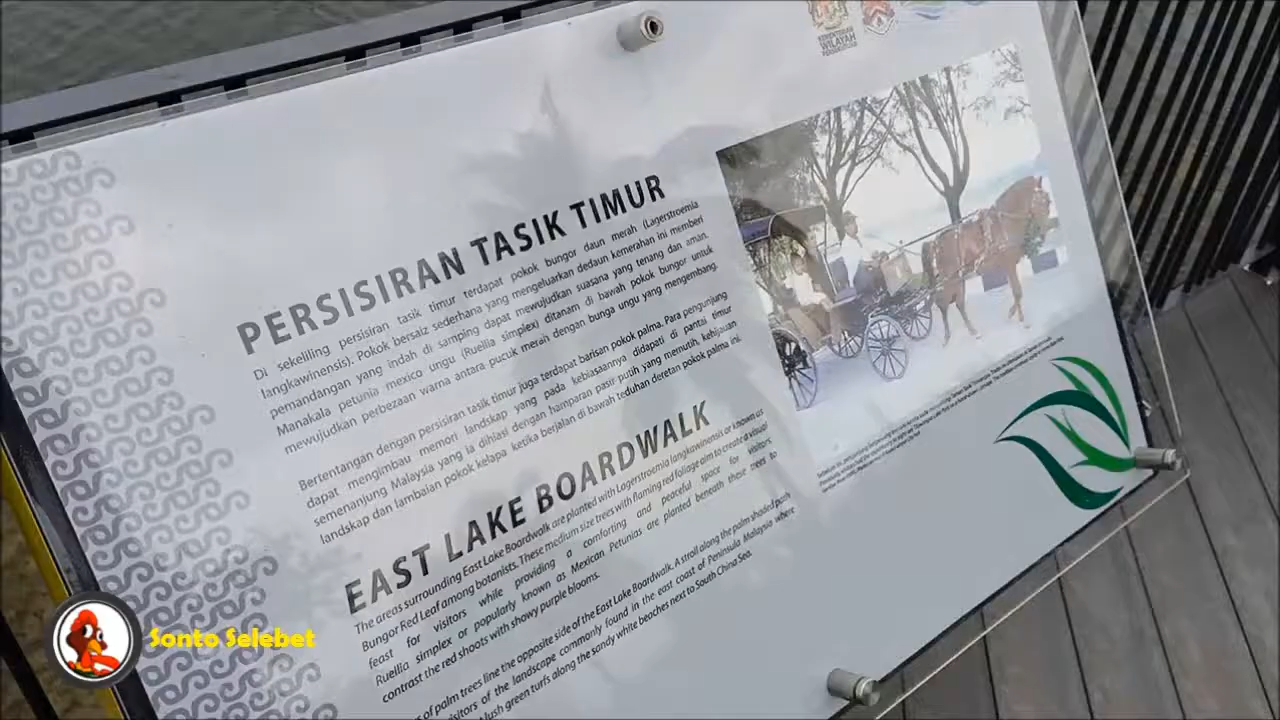 KEMENTERIAN
WILAYAH
PERSEKUTUAN
PERSISIRAN TASIK TIMUR
Di sekeliling persisiran tasik timur terdapat pokok bungor daun merah (Lagerstroemia
langkawinensis). Pokok bersaiz sederhana yang mengeluarkan dedaun kemerahan ini memberi
pemandangan yang indah di samping dapat mewujudkan suasana yang tenang dan aman.
Manakala petunia mexico ungu (Ruellia simplex) ditanam di bawah pokok bungor untuk
mewujudkan perbezaan warna antara pucuk merah dengan bunga ungu yang mengembang.
Bertentangan dengan persisiran tasik timur juga terdapat barisan pokok palma. Para pengunjung
dapat mengimbau memori landskap yang pada kebiasaannya didapati di pantai timur
semenanjung Malaysia yang ia dihiasi dengan hamparan pasir putih yang memutih, kehijauan
landskap dan lambaian pokok kelapa ketika berjalan di bawah teduhan deretan pokok palma ini.
EAST LAKE BOARDWALK
The areas surrounding East Lake Boardwalk are planted with Lagerstroemia langkawinensis or known as
Bungor Red Leaf among botanists. These medium size trees with flaming red foliage aim to create a visual
feast for visitors while providing a comforting and peaceful space for visitors.
Ruellia simplex or popularly known as Mexican Petunias are planted beneath these trees to
contrast the red shoots with showy purple blooms.
of palm trees line the opposite side of the East Lake Boardwalk. A stroll along the palm shaded path
visitors of the landscape commonly found in the east coast of Peninsula Malaysia where
lush green turfs along the sandy white beaches next to South China Sea.
Sonto Selebet